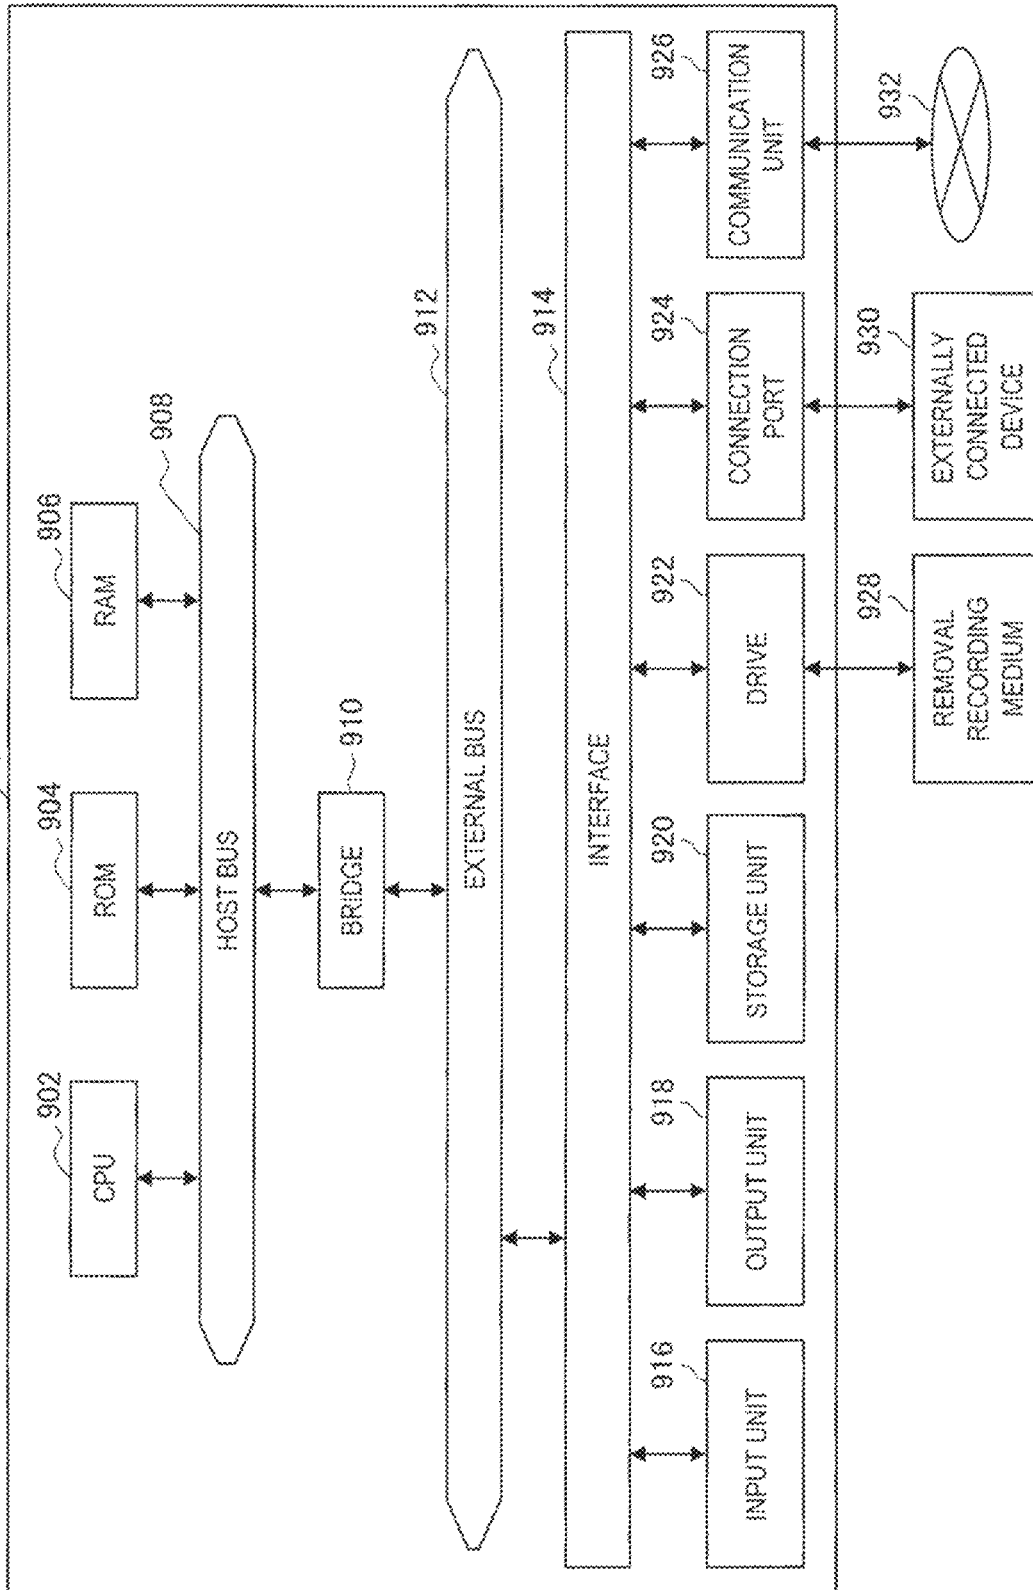 902
904
906
CPU
ROM
RAM
908
HOST BUS
910
BRIDGE
912
EXTERNAL BUS
914
INTERFACE
916
918
920
922
924
926
INPUT UNIT
OUTPUT UNIT
STORAGE UNIT
DRIVE
CONNECTION
PORT
COMMUNICATION
UNIT
928
930
932
REMOVAL
RECORDING
MEDIUM
EXTERNALLY
CONNECTED
DEVICE